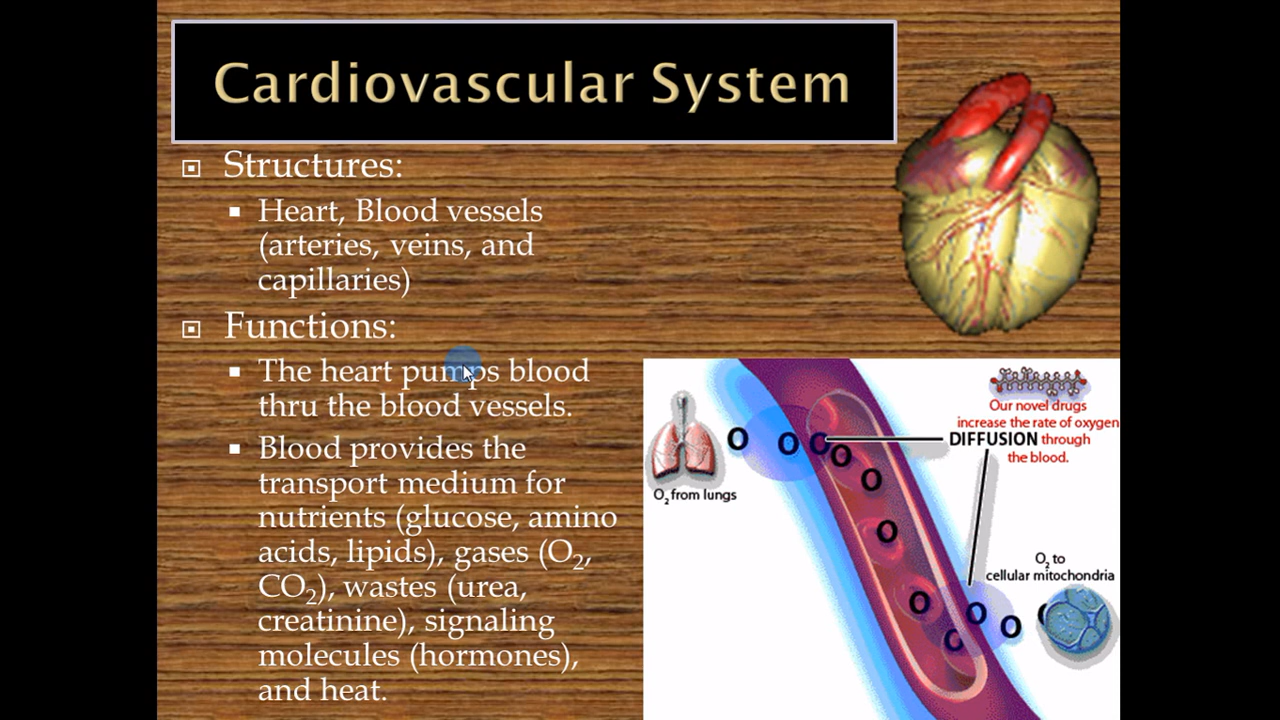 Cardiovascular System
Structures:
Heart, Blood vessels
(arteries, veins, and
capillaries)
Functions:
The heart pumps blood
thru the blood vessels.
Blood provides the
transport medium for
nutrients (glucose, amino
acids, lipids), gases (O₂,
CO₂), wastes (urea,
creatinine), signaling
molecules (hormones),
and heat.
Our novel drugs
increase the rate of oxygen
DIFFUSION through
the blood.
O O O O O O O O O O
O₂ from lungs
O₂ to
cellular mitochondria